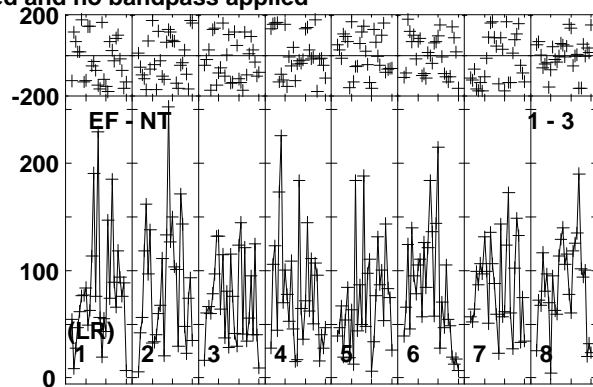 ed and no bandpass applied
200
-200
EF - NT 1 - 3
200
100
(LR)
1 2 3 4 5 6 7 8
0